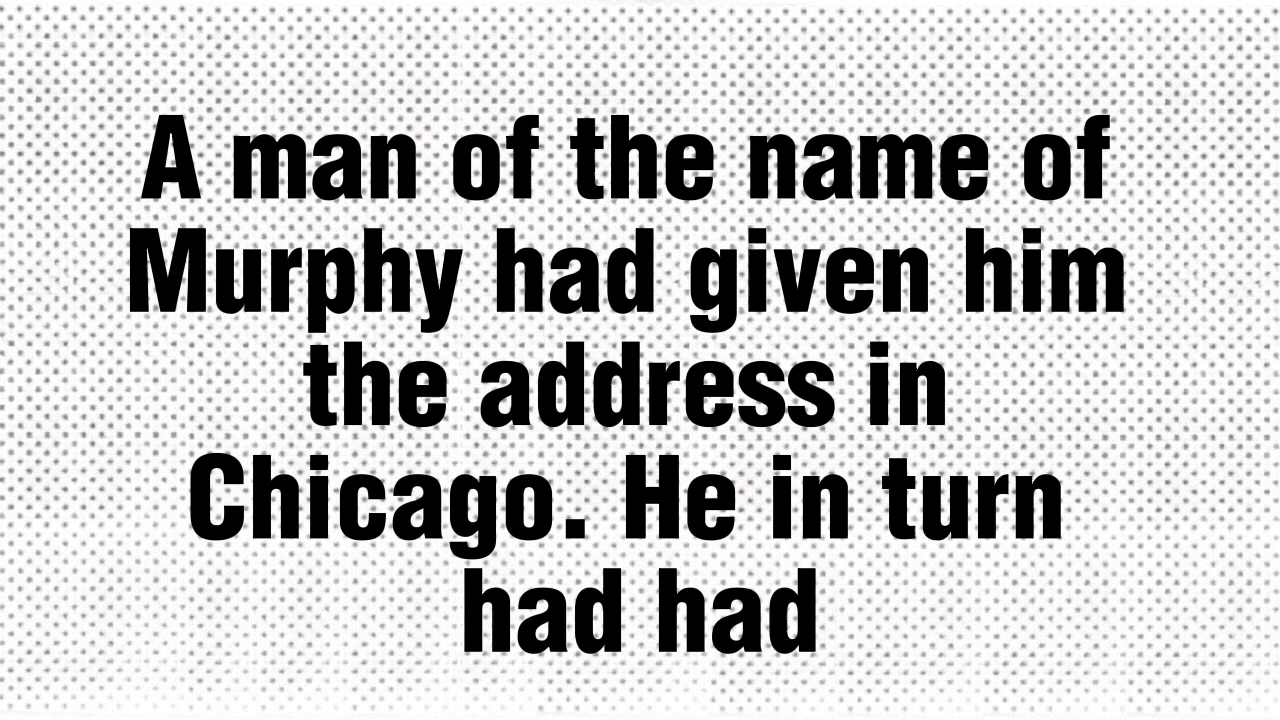 A man of the name of
Murphy had given him
the address in
Chicago. He in turn
had had